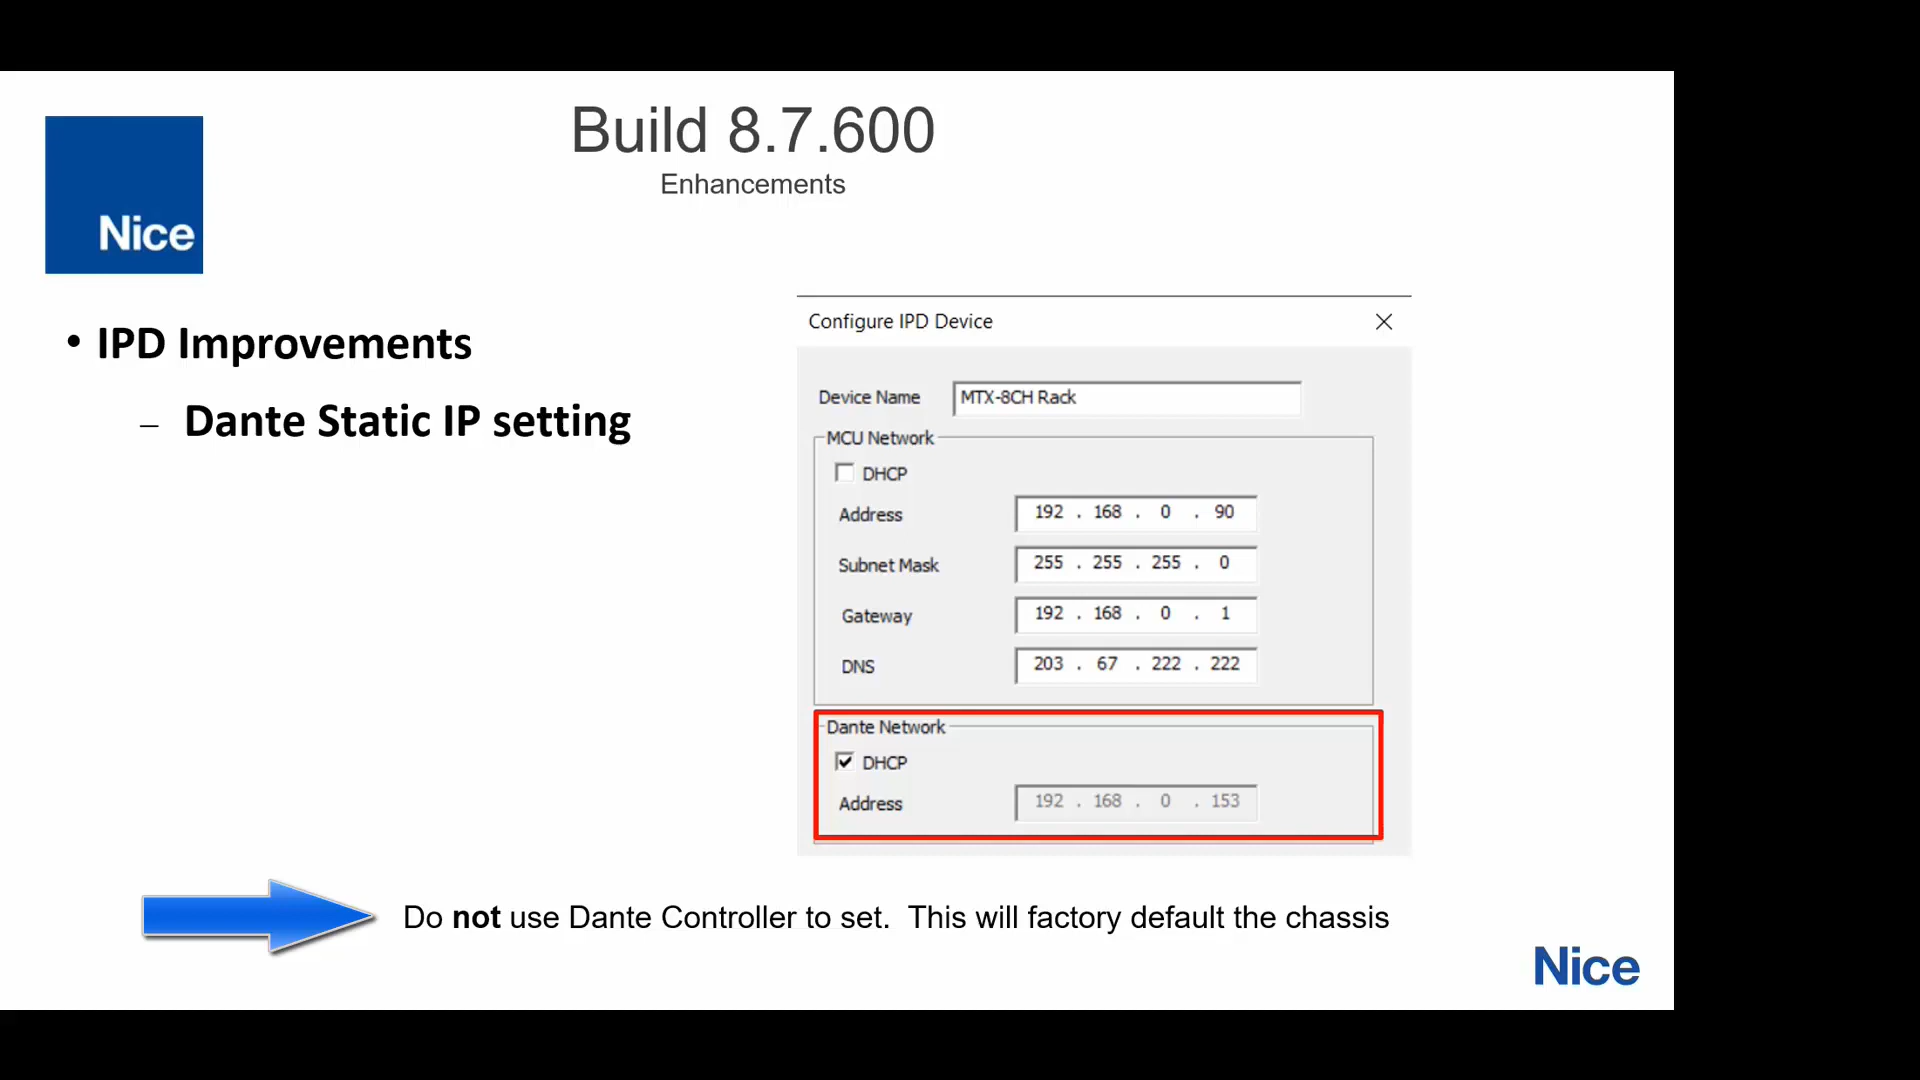 Build 8.7.600
Enhancements
Nice
• IPD Improvements
– Dante Static IP setting
Configure IPD Device
Device Name MTX-8CH Rack
MCU Network
DHCP
Address 192 . 168 . 0 . 90
Subnet Mask 255 . 255 . 255 . 0
Gateway 192 . 168 . 0 . 1
DNS 203 . 67 . 222 . 222
Dante Network
DHCP
Address 192 . 168 . 0 . 153
Do not use Dante Controller to set. This will factory default the chassis
Nice